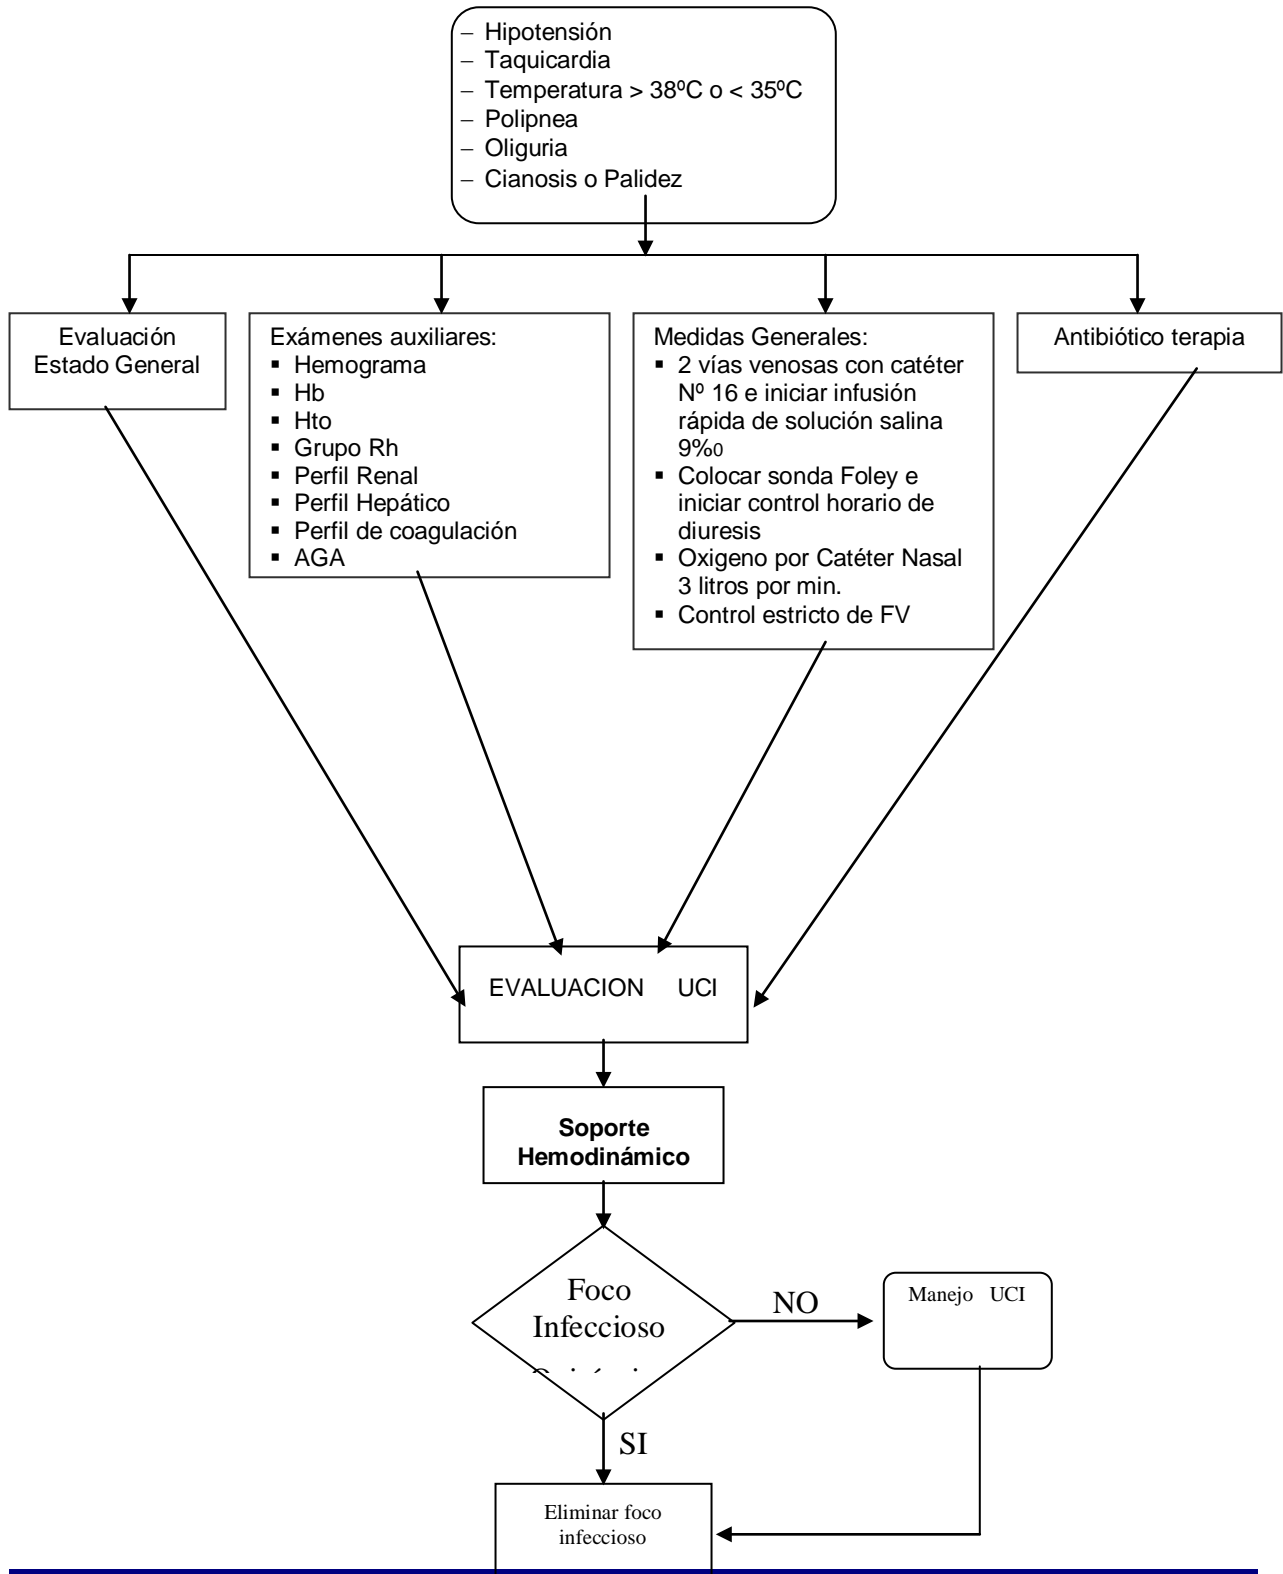 – Hipotensión
– Taquicardia
– Temperatura > 38ºC o < 35ºC
– Polipnea
– Oliguria
– Cianosis o Palidez
Evaluación
Estado General
Exámenes auxiliares:
▪ Hemograma
▪ Hb
▪ Hto
▪ Grupo Rh
▪ Perfil Renal
▪ Perfil Hepático
▪ Perfil de coagulación
▪ AGA
Medidas Generales:
▪ 2 vías venosas con catéter
Nº 16 e iniciar infusión
rápida de solución salina
9%0
▪ Colocar sonda Foley e
iniciar control horario de
diuresis
▪ Oxigeno por Catéter Nasal
3 litros por min.
▪ Control estricto de FV
Antibiótico terapia
EVALUACION UCI
Soporte
Hemodinámico
Foco
Infeccioso
NO
Manejo UCI
SI
Eliminar foco
infeccioso